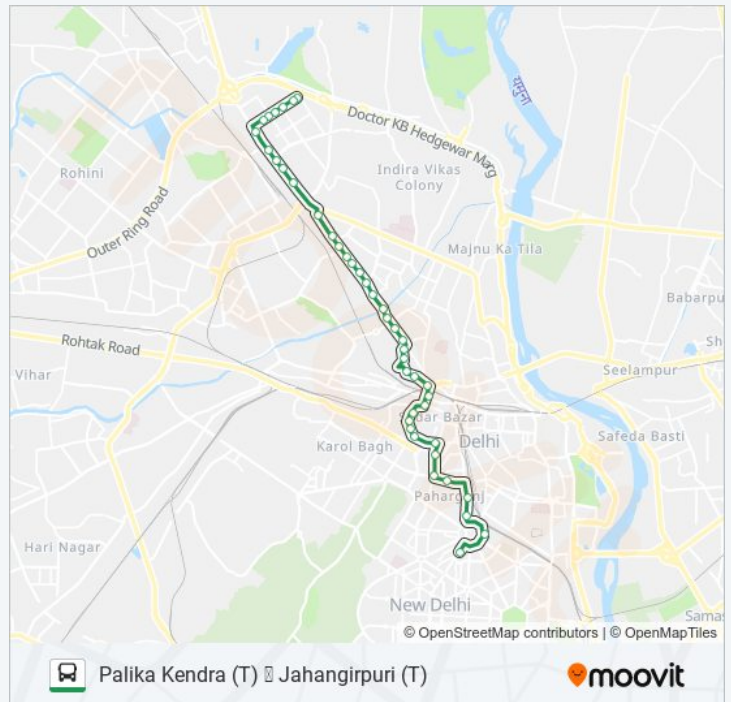 यमुना
Doctor KB Hedgewar Marg
Rohini
Indira Vikas
Colony
Outer Ring Road
Majnu Ka Tila
Babarpu
Rohtak Road
Sh
Vihar
Seelampur
Sadar Bazar
Karol Bagh
Delhi
Safeda Basti
Paharganj
Hari Nagar
New Delhi
Samas
© OpenStreetMap contributors | © OpenMapTiles
Palika Kendra (T) Jahangirpuri (T)
moovit